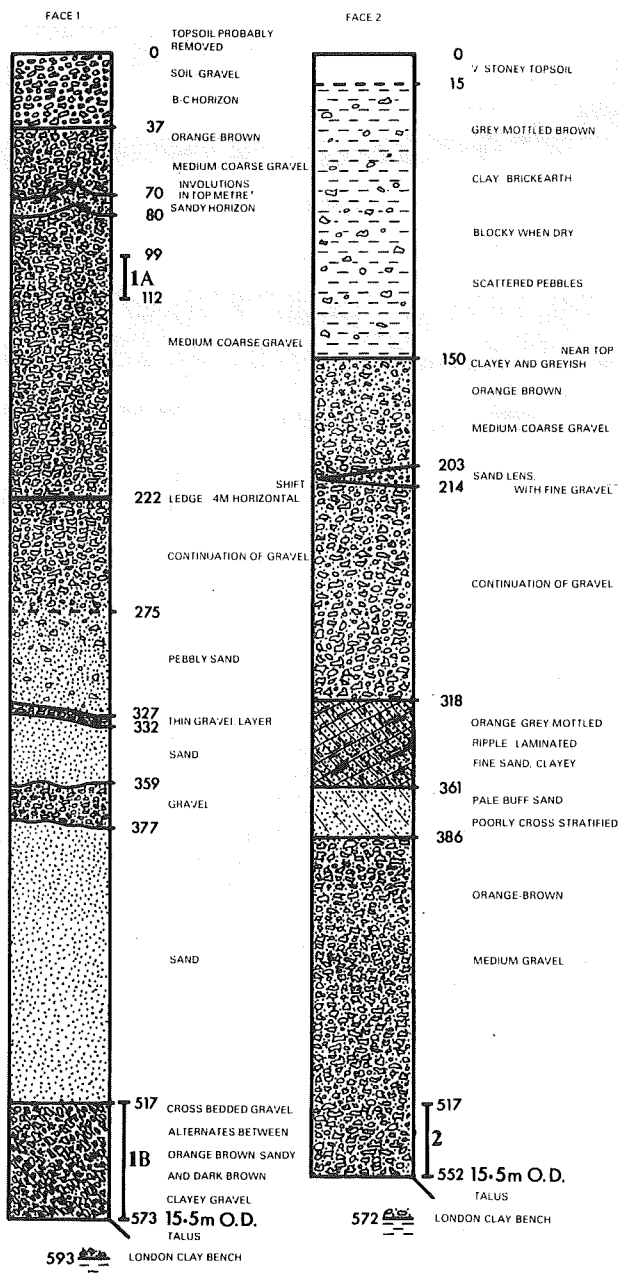 FACE 1
TOPSOIL PROBABLY
REMOVED
0
SOIL GRAVEL
B-C HORIZON
37
ORANGE-BROWN
MEDIUM-COARSE GRAVEL
INVOLUTIONS
IN TOP METRE'
70
SANDY HORIZON
80
99
1A
112
MEDIUM COARSE GRAVEL
SHIFT
222 LEDGE 4M HORIZONTAL
CONTINUATION OF GRAVEL
275
PEBBLY SAND
327
THIN GRAVEL LAYER
332
SAND
359
GRAVEL
377
SAND
517 CROSS BEDDED GRAVEL
ALTERNATES BETWEEN
1B ORANGE BROWN SANDY
AND DARK BROWN
CLAYEY GRAVEL
573 15·5m O.D.
TALUS
593 LONDON CLAY BENCH
FACE 2
0
V STONEY TOPSOIL
15
GREY MOTTLED BROWN
CLAY BRICKEARTH
BLOCKY WHEN DRY
SCATTERED PEBBLES
NEAR TOP
150 CLAYEY AND GREYISH
ORANGE BROWN
MEDIUM-COARSE GRAVEL
203
SAND LENS.
214 WITH FINE GRAVEL
CONTINUATION OF GRAVEL
318
ORANGE GREY MOTTLED
RIPPLE LAMINATED
FINE SAND, CLAYEY
361
PALE BUFF SAND
POORLY CROSS STRATIFIED
386
ORANGE-BROWN
MEDIUM GRAVEL
517
2
552 15·5m O.D.
TALUS
572 LONDON CLAY BENCH